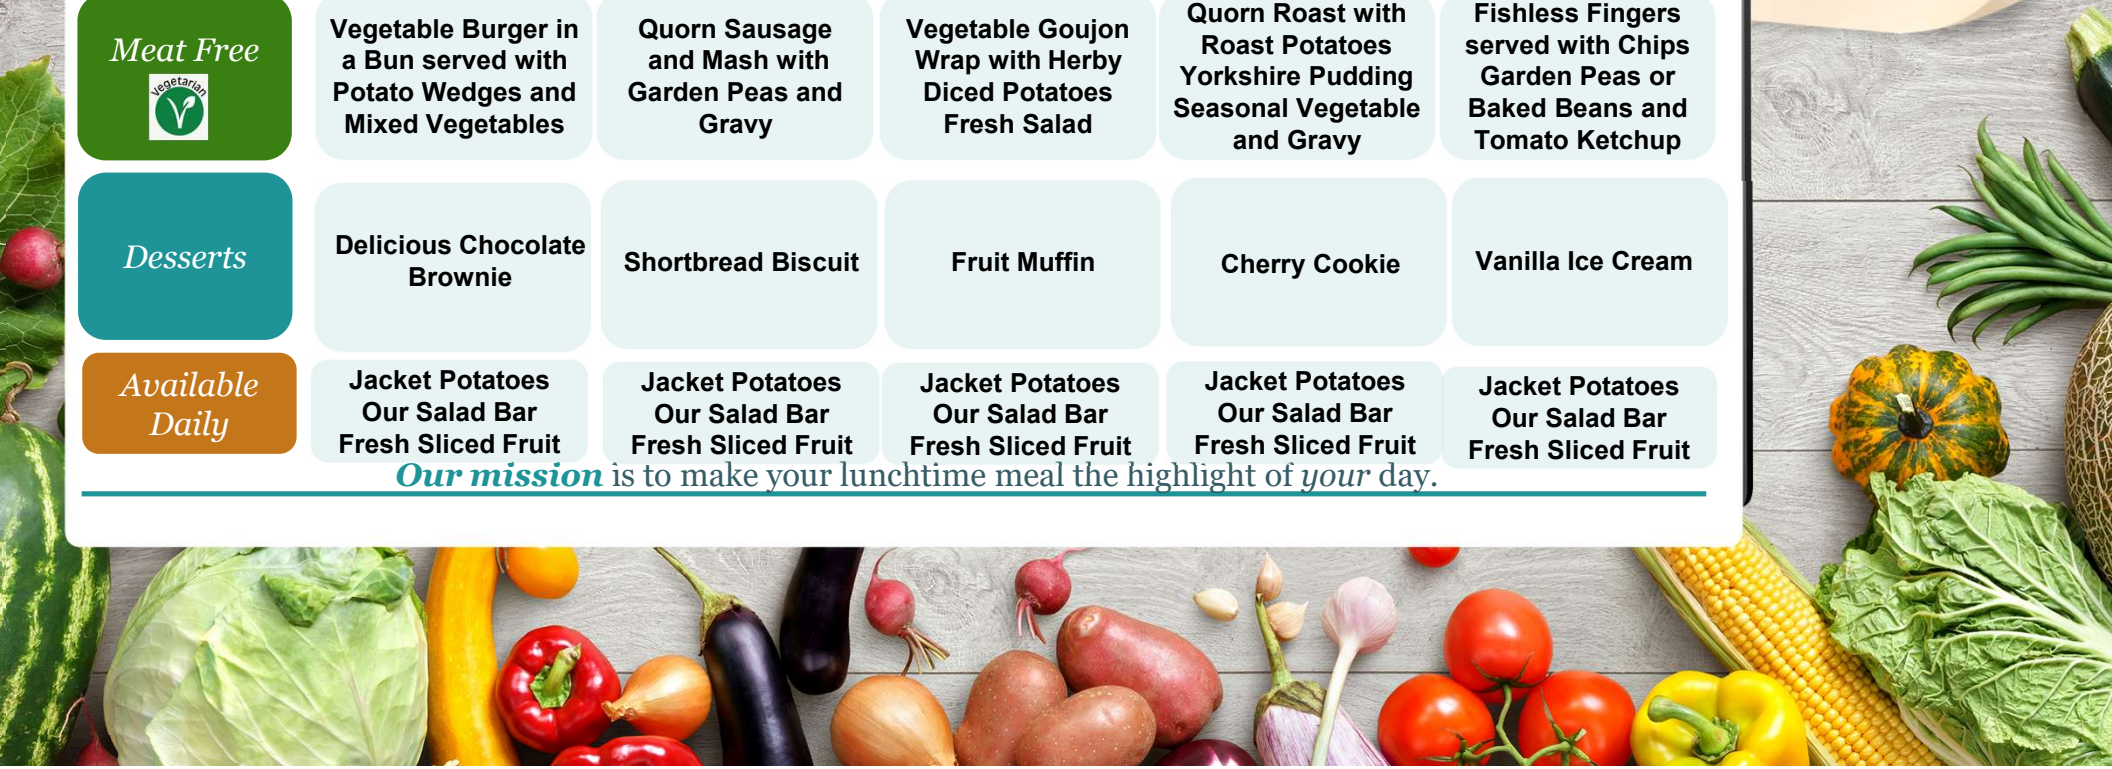 Meat Free
Vegetarian
Vegetable Burger in
a Bun served with
Potato Wedges and
Mixed Vegetables
Quorn Sausage
and Mash with
Garden Peas and
Gravy
Vegetable Goujon
Wrap with Herby
Diced Potatoes
Fresh Salad
Quorn Roast with
Roast Potatoes
Yorkshire Pudding
Seasonal Vegetable
and Gravy
Fishless Fingers
served with Chips
Garden Peas or
Baked Beans and
Tomato Ketchup
Desserts
Delicious Chocolate
Brownie
Shortbread Biscuit
Fruit Muffin
Cherry Cookie
Vanilla Ice Cream
Available
Daily
Jacket Potatoes
Our Salad Bar
Fresh Sliced Fruit
Jacket Potatoes
Our Salad Bar
Fresh Sliced Fruit
Jacket Potatoes
Our Salad Bar
Fresh Sliced Fruit
Jacket Potatoes
Our Salad Bar
Fresh Sliced Fruit
Jacket Potatoes
Our Salad Bar
Fresh Sliced Fruit
Our mission is to make your lunchtime meal the highlight of your day.